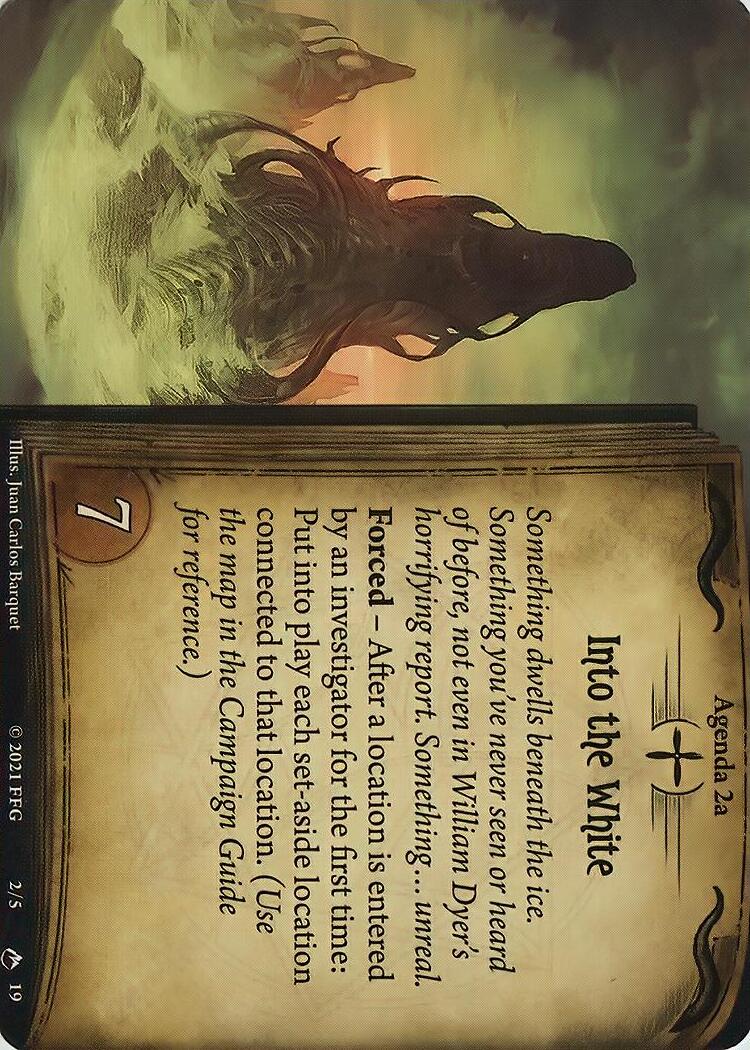 Agenda 2a
Into the White
Something dwells beneath the ice.
Something you've never seen or heard
of before, not even in William Dyer's
horrifying report. Something… unreal.
Forced – After a location is entered
by an investigator for the first time:
Put into play each set-aside location
connected to that location. (Use
the map in the Campaign Guide
for reference.)
7
Illus. Juan Carlos Barquet © 2021 FFG 2/5 19